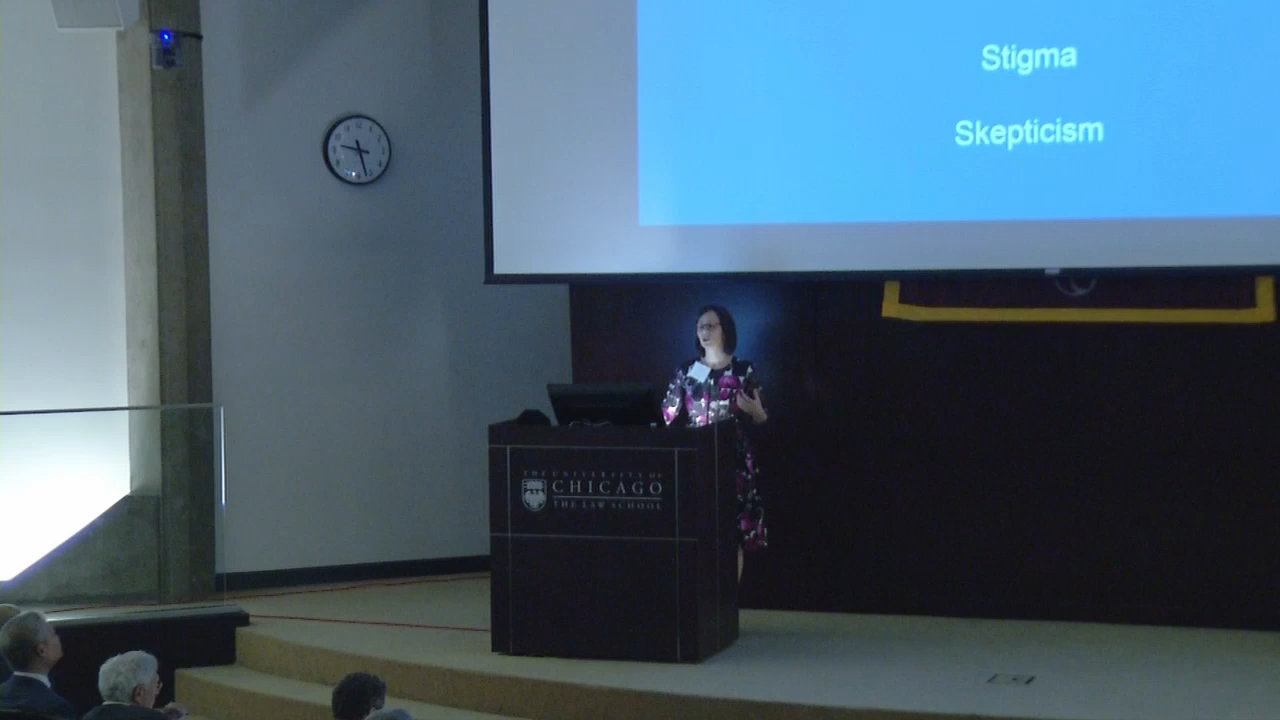 Stigma
Skepticism
THE UNIVERSITY OF
CHICAGO
THE LAW SCHOOL